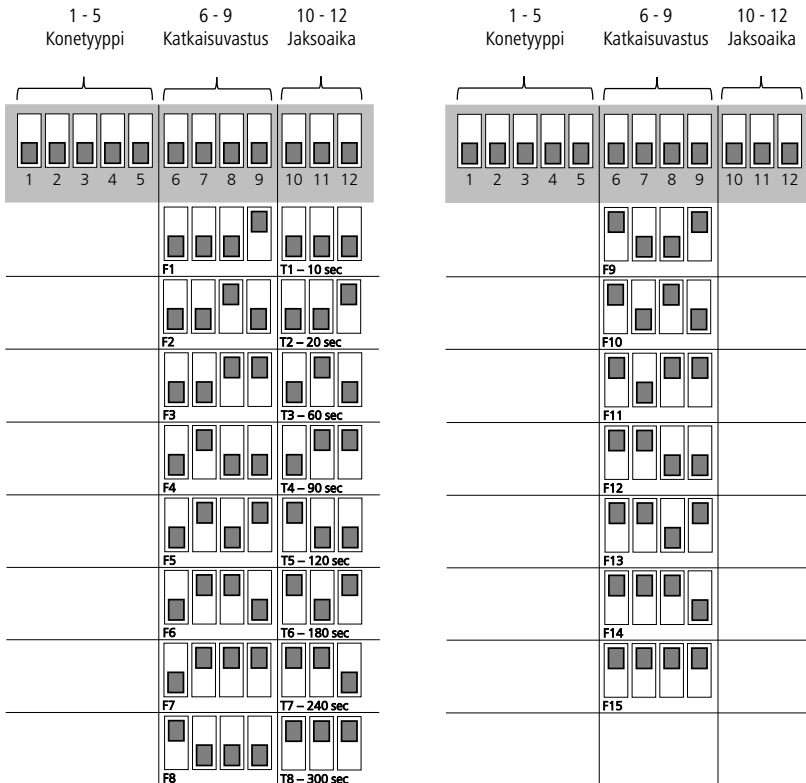 1 - 5 6 - 9 10 - 12
Konetyyppi Katkaisuvastus Jaksoaika
1 2 3 4 5 6 7 8 9 10 11 12
F1 T1 – 10 sec
F2 T2 – 20 sec
F3 T3 – 60 sec
F4 T4 – 90 sec
F5 T5 – 120 sec
F6 T6 – 180 sec
F7 T7 – 240 sec
F8 T8 – 300 sec
1 - 5 6 - 9 10 - 12
Konetyyppi Katkaisuvastus Jaksoaika
1 2 3 4 5 6 7 8 9 10 11 12
F9
F10
F11
F12
F13
F14
F15